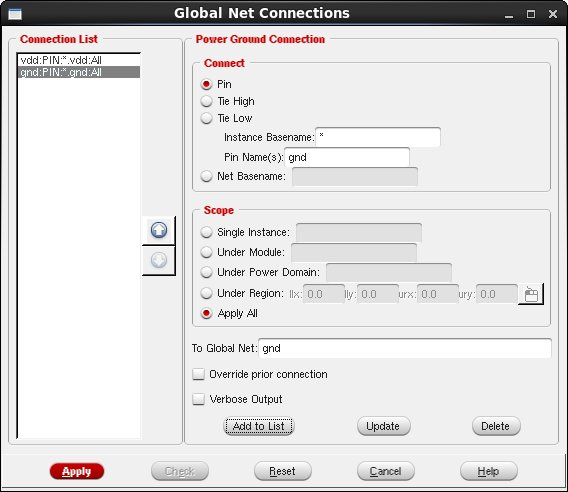 Global Net Connections
Connection List
vdd:PIN:*.vdd:All
gnd:PIN:*.gnd:All
Power Ground Connection
Connect
Pin
Tie High
Tie Low
Instance Basename: *
Pin Name(s): gnd
Net Basename:
Scope
Single Instance:
Under Module:
Under Power Domain:
Under Region: llx: 0.0 lly: 0.0 urx: 0.0 ury: 0.0
Apply All
To Global Net: gnd
Override prior connection
Verbose Output
Add to List Update Delete
Apply Check Reset Cancel Help